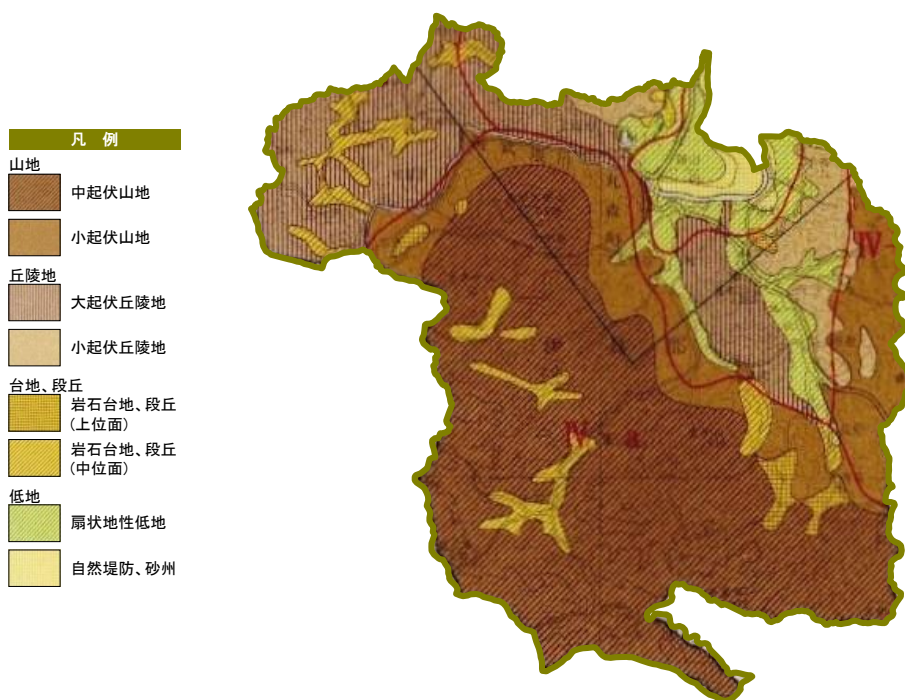 凡例
山地
中起伏山地
小起伏山地
丘陵地
大起伏丘陵地
小起伏丘陵地
台地、段丘
岩石台地、段丘
(上位面)
岩石台地、段丘
(中位面)
低地
扇状地性低地
自然堤防、砂州